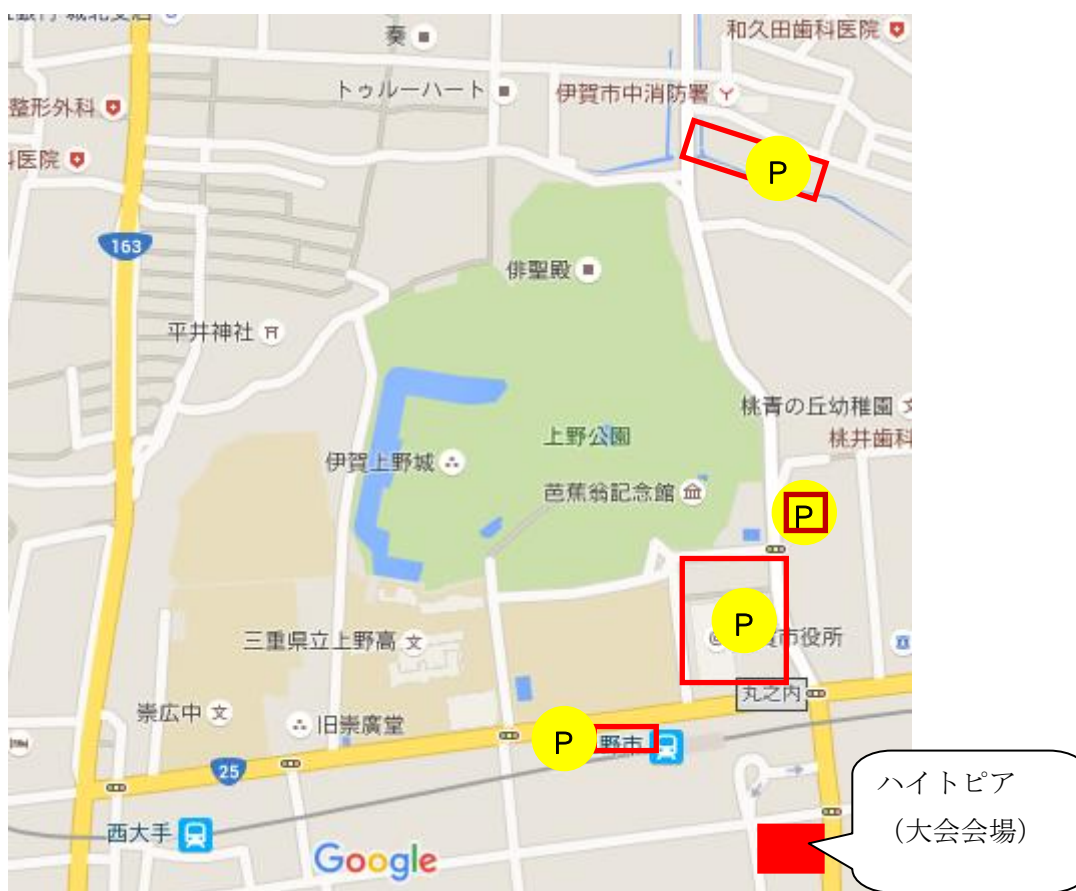 奏
和久田歯科医院
トゥルーハート
伊賀市中消防署
整形外科
医院
P
163
俳聖殿
平井神社
桃青の丘幼稚園
上野公園
桃井歯科
伊賀上野城
芭蕉翁記念館
P
P
三重県立上野高
市役所
丸之内
崇広中
旧崇廣堂
P
野市
25
ハイトピア
（大会会場）
西大手
Google